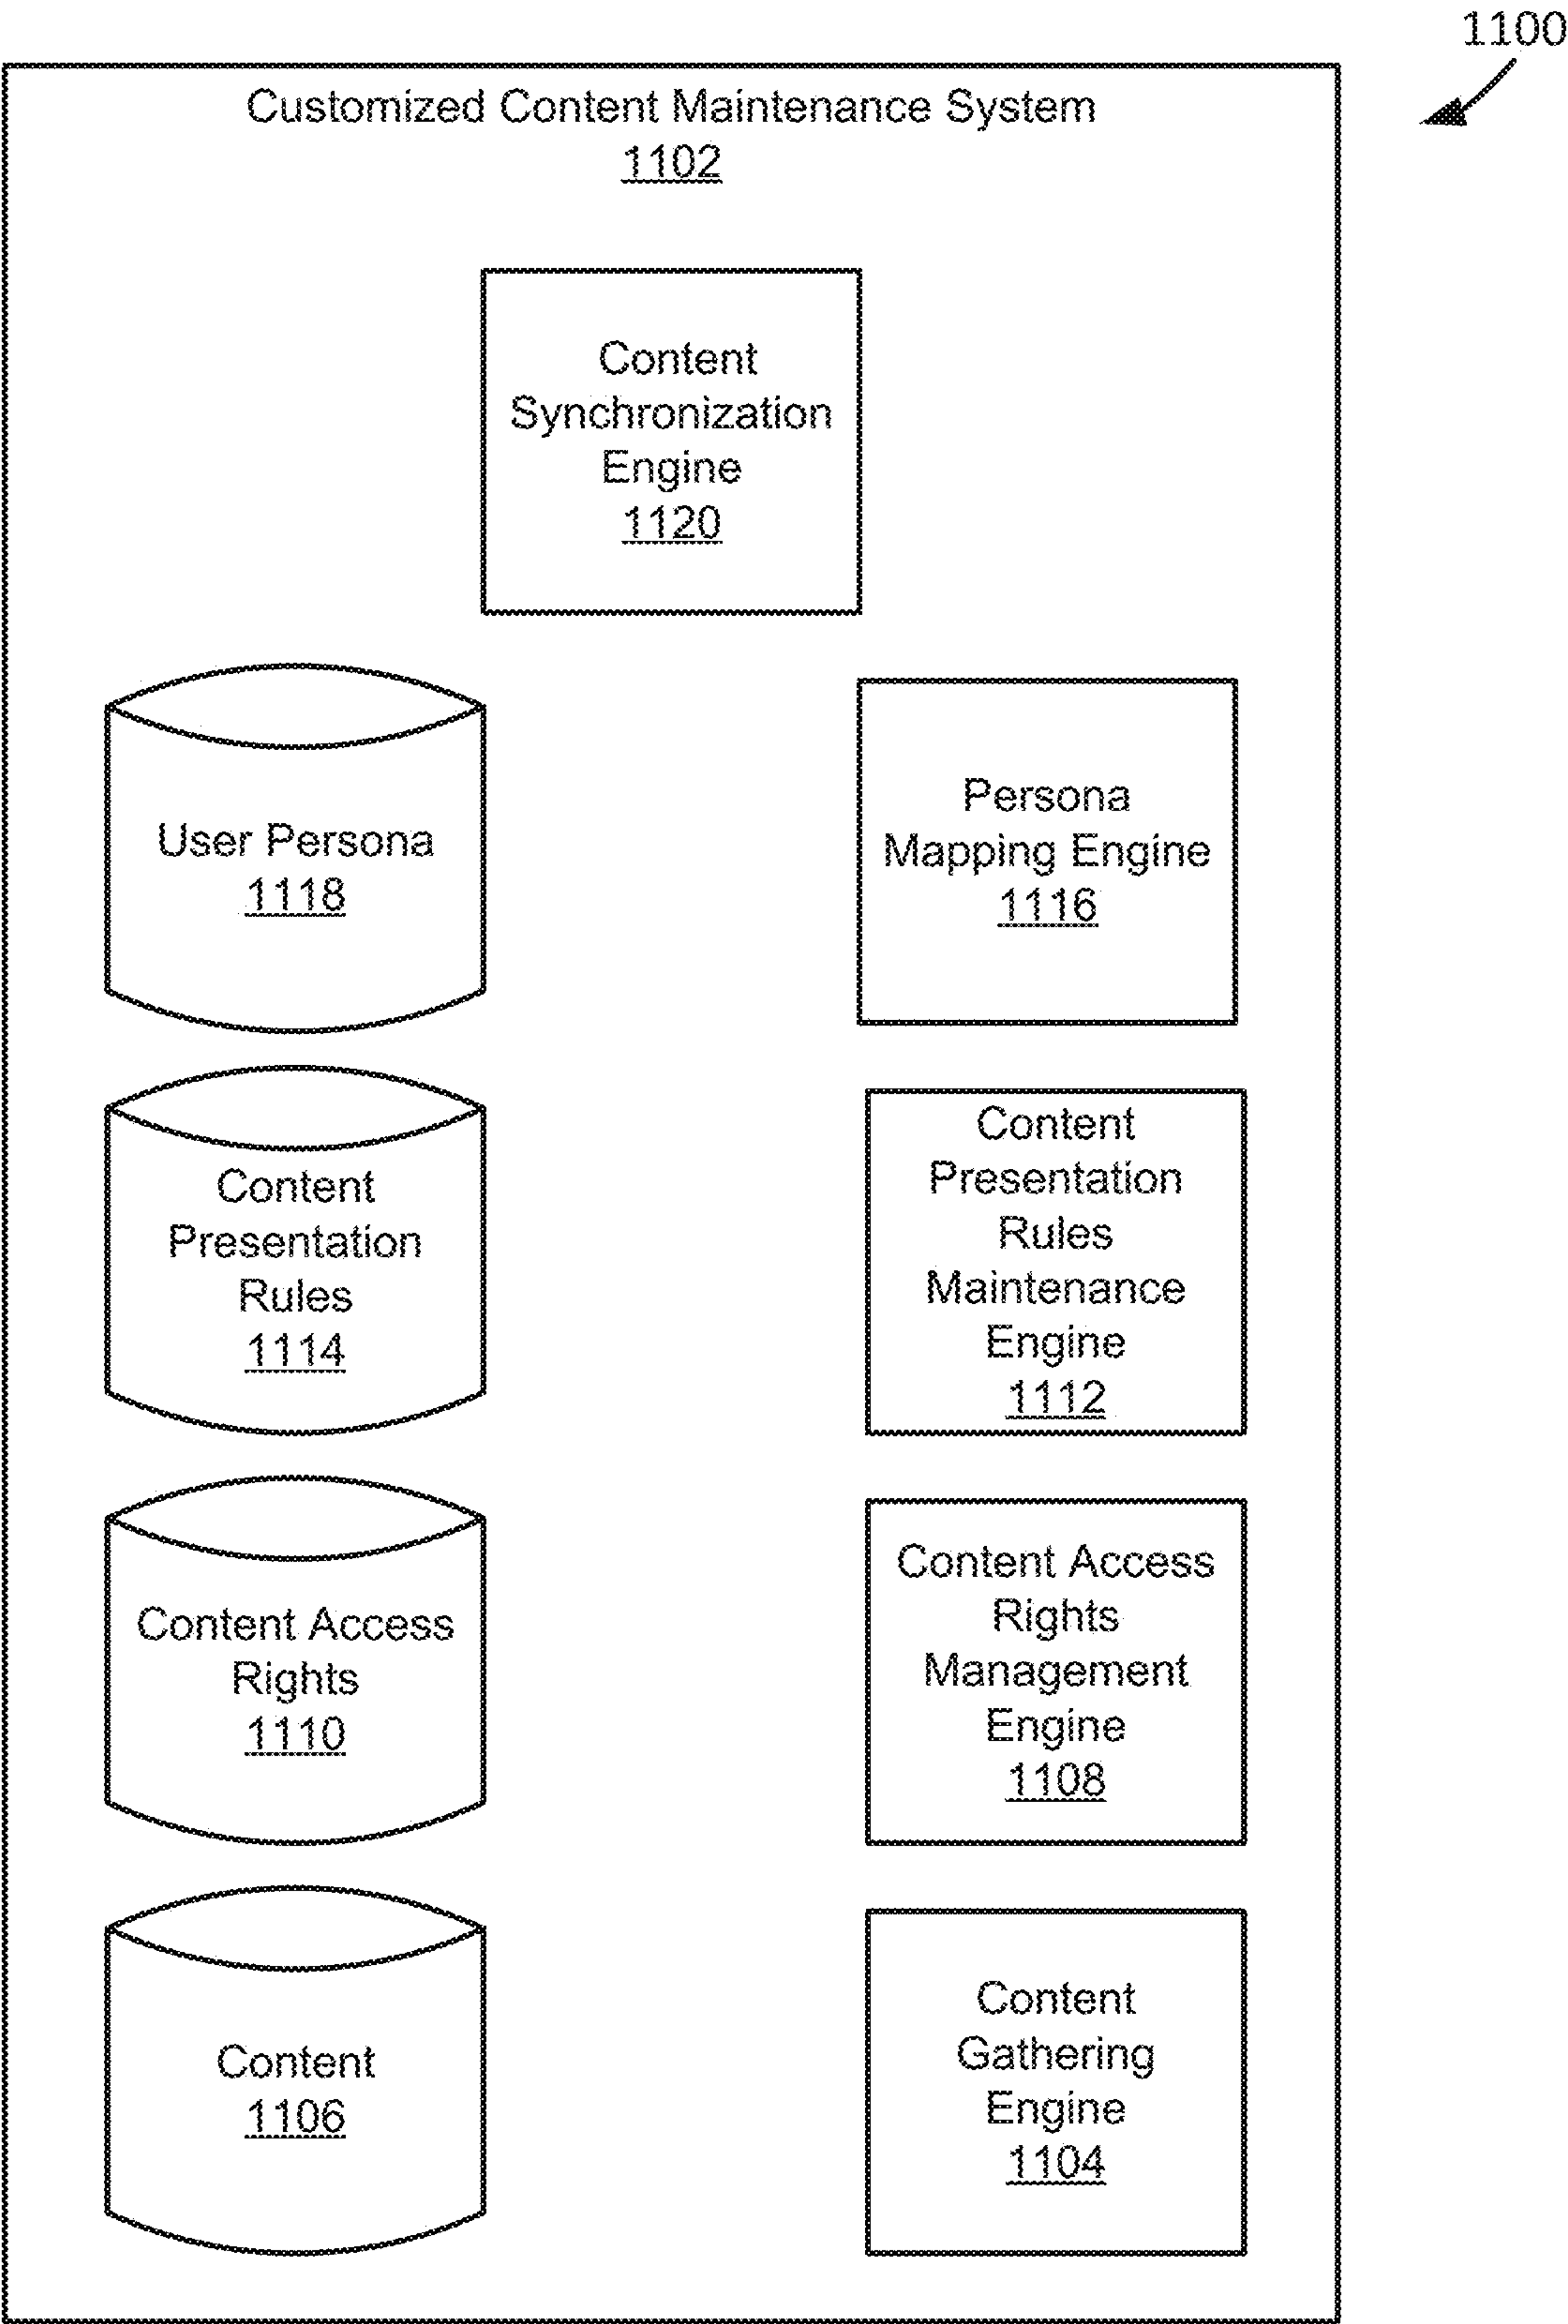 1100
Customized Content Maintenance System
1102
Content
Synchronization
Engine
1120
User Persona
1118
Persona
Mapping Engine
1116
Content
Presentation
Rules
1114
Content
Presentation
Rules
Maintenance
Engine
1112
Content Access
Rights
1110
Content Access
Rights
Management
Engine
1108
Content
1106
Content
Gathering
Engine
1104